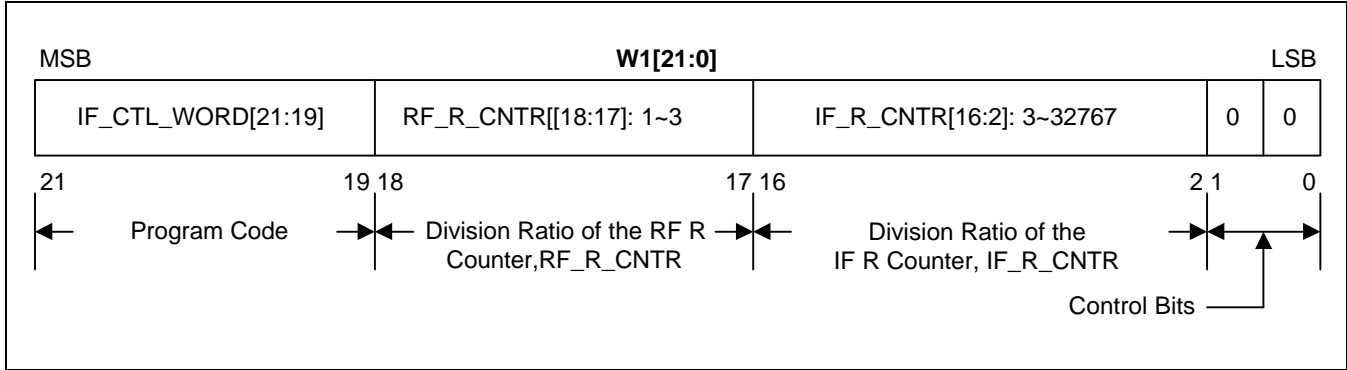 MSB W1[21:0] LSB
IF_CTL_WORD[21:19] RF_R_CNTR[[18:17]: 1~3 IF_R_CNTR[16:2]: 3~32767 0 0
21 19 18 17 16 2 1 0
Program Code Division Ratio of the RF R Division Ratio of the
Counter,RF_R_CNTR IF R Counter, IF_R_CNTR
Control Bits